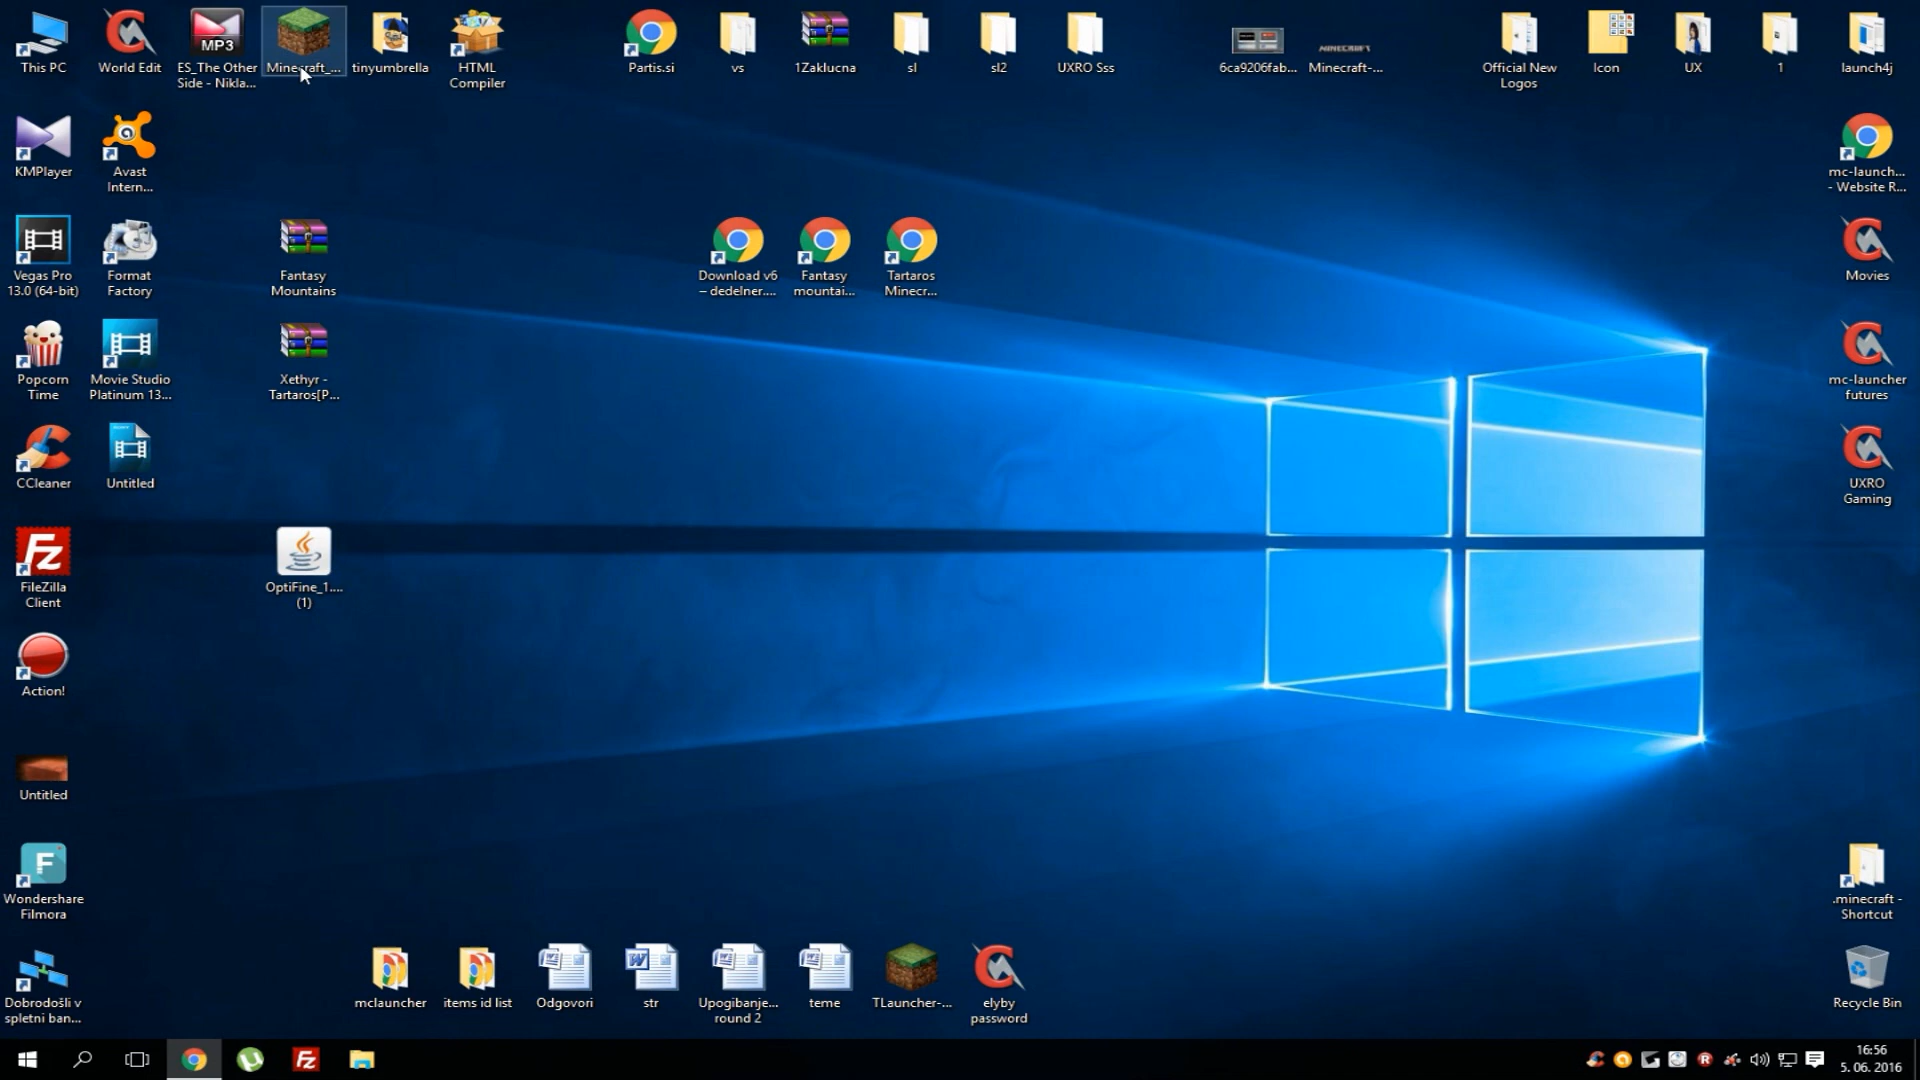 This PC
World Edit
MP3
ES_The Other
Side - Nikla...
Minecraft_...
tinyumbrella
HTML
Compiler
Partis.si
vs
1Zaklucna
sl
sl2
UXRO Sss
6ca9206fab...
MINECRAFT
Minecraft-...
Official New
Logos
Icon
UX
1
launch4j
KMPlayer
Avast
Intern...
mc-launch...
- Website R...
Vegas Pro
13.0 (64-bit)
Format
Factory
Fantasy
Mountains
Download v6
– dedelner....
Fantasy
mountai...
Tartaros
Minecr...
Movies
Popcorn
Time
Movie Studio
Platinum 13...
Xethyr -
Tartaros[P...
mc-launcher
futures
CCleaner
Untitled
UXRO
Gaming
Fz
FileZilla
Client
OptiFine_1....
(1)
Action!
Untitled
F
Wondershare
Filmora
.minecraft -
Shortcut
Dobrodošli v
spletni ban...
mclauncher
items id list
Odgovori
str
Upogibanje...
round 2
teme
TLauncher-...
elyby
password
Recycle Bin
Fz
16:56
5. 06. 2016